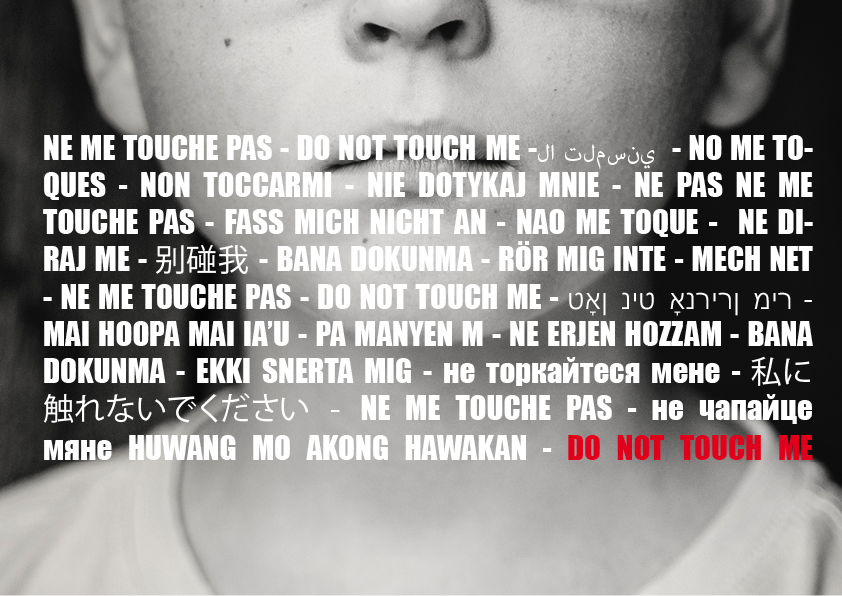 NE ME TOUCHE PAS - DO NOT TOUCH ME -لا تلمسني - NO ME TO-
QUES - NON TOCCARMI - NIE DOTYKAJ MNIE - NE PAS NE ME
TOUCHE PAS - FASS MICH NICHT AN - NAO ME TOQUE - NE DI-
RAJ ME - 别碰我 - BANA DOKUNMA - RÖR MIG INTE - MECH NET
- NE ME TOUCHE PAS - DO NOT TOUCH ME - טאָן ניט אָנרירן מיר -
MAI HOOPA MAI IA’U - PA MANYEN M - NE ERJEN HOZZAM - BANA
DOKUNMA - EKKI SNERTA MIG - не торкайтеся мене - 私に
触れないでください - NE ME TOUCHE PAS - не чапайце
мяне HUWANG MO AKONG HAWAKAN - DO NOT TOUCH ME